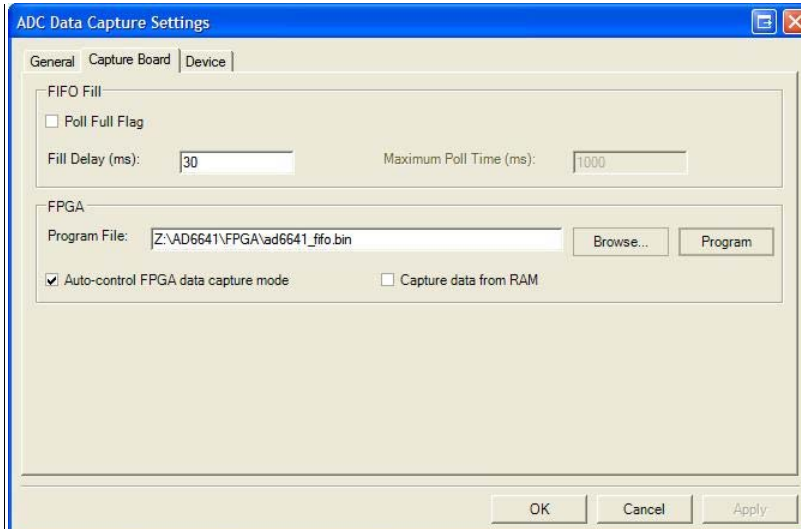 ADC Data Capture Settings
General Capture Board Device
FIFO Fill
Poll Full Flag
Fill Delay (ms): 30 Maximum Poll Time (ms): 1000
FPGA
Program File: Z:\AD6641\FPGA\ad6641_fifo.bin Browse... Program
Auto-control FPGA data capture mode Capture data from RAM
OK Cancel Apply